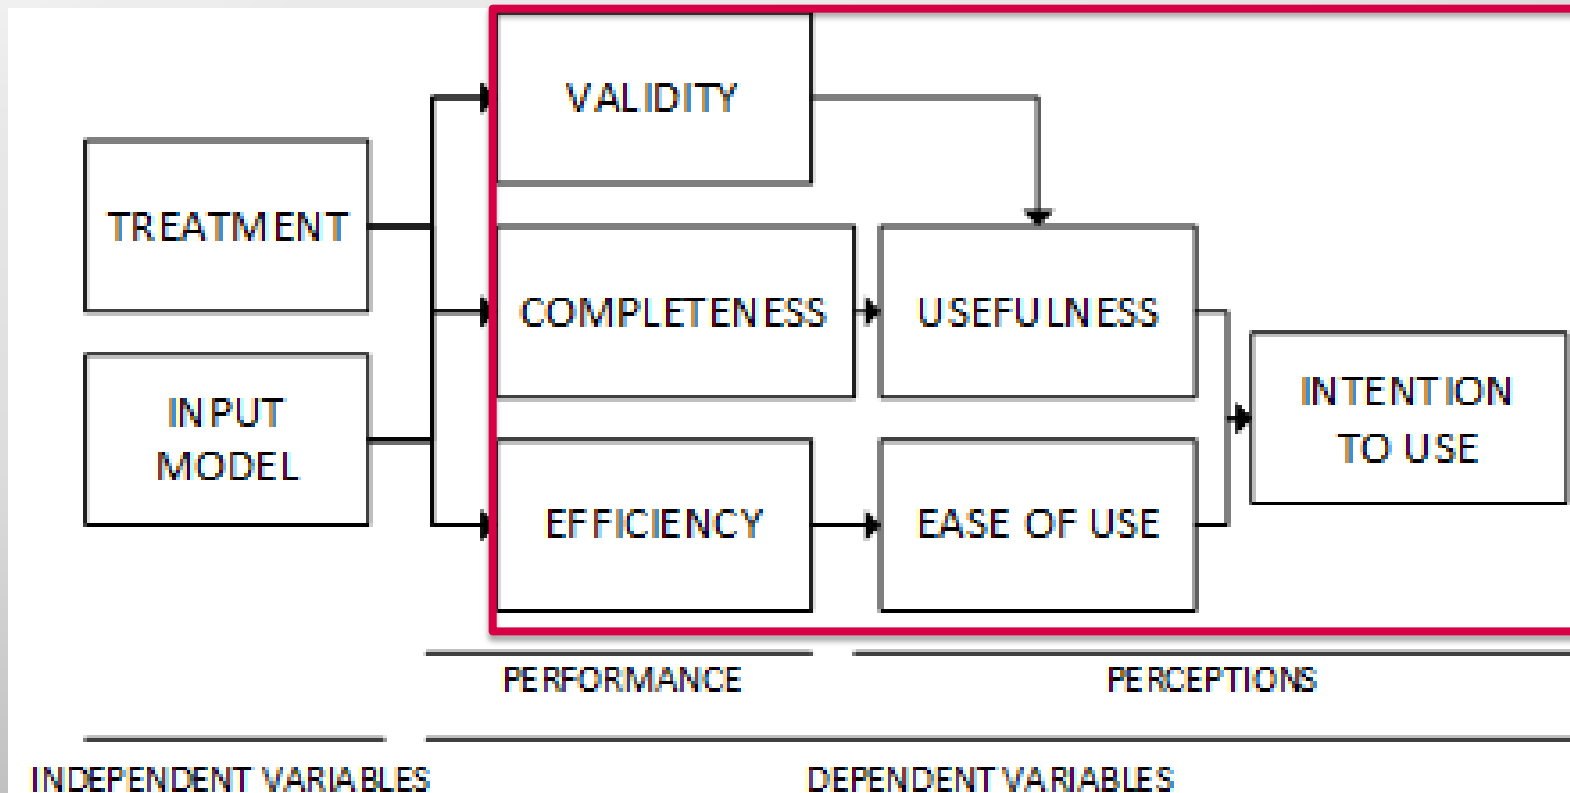 VALIDITY
TREATMENT
COMPLETENESS
USEFULNESS
INPUT
MODEL
INTENTION
TO USE
EFFICIENCY
EASE OF USE
PERFORMANCE
PERCEPTIONS
INDEPENDENT VARIABLES
DEPENDENT VARIABLES